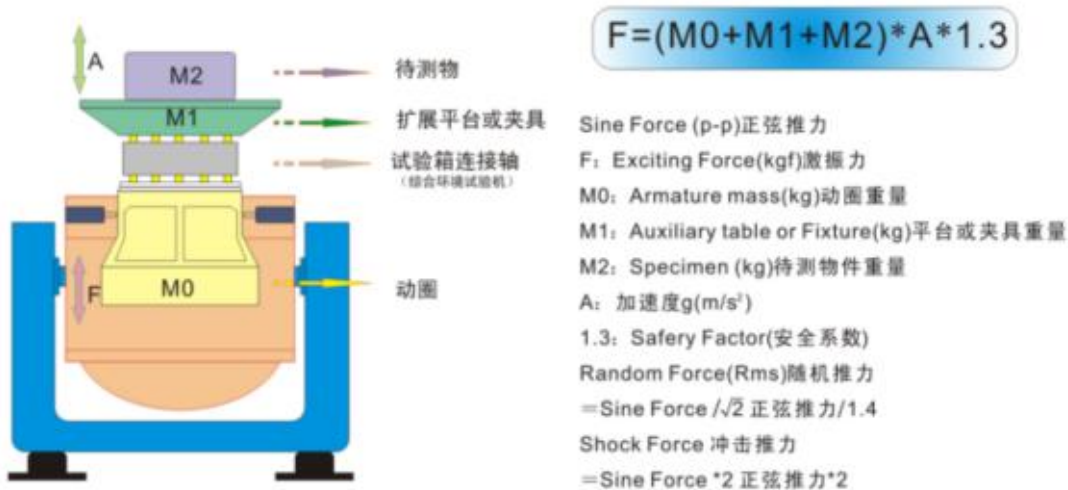 A
M2
待测物
M1
扩展平台或夹具
试验箱连接轴
（结合环境试验机）
F
M0
动圈
F=(M0+M1+M2)*A*1.3
Sine Force (p-p)正弦推力
F: Exciting Force(kgf)激振力
M0: Armature mass(kg)动圈重量
M1: Auxiliary table or Fixture(kg)平台或夹具重量
M2: Specimen (kg)待测物件重量
A: 加速度g(m/s²)
1.3: Safery Factor(安全系数)
Random Force(Rms)随机推力
=Sine Force /√2 正弦推力/1.4
Shock Force 冲击推力
=Sine Force *2 正弦推力*2